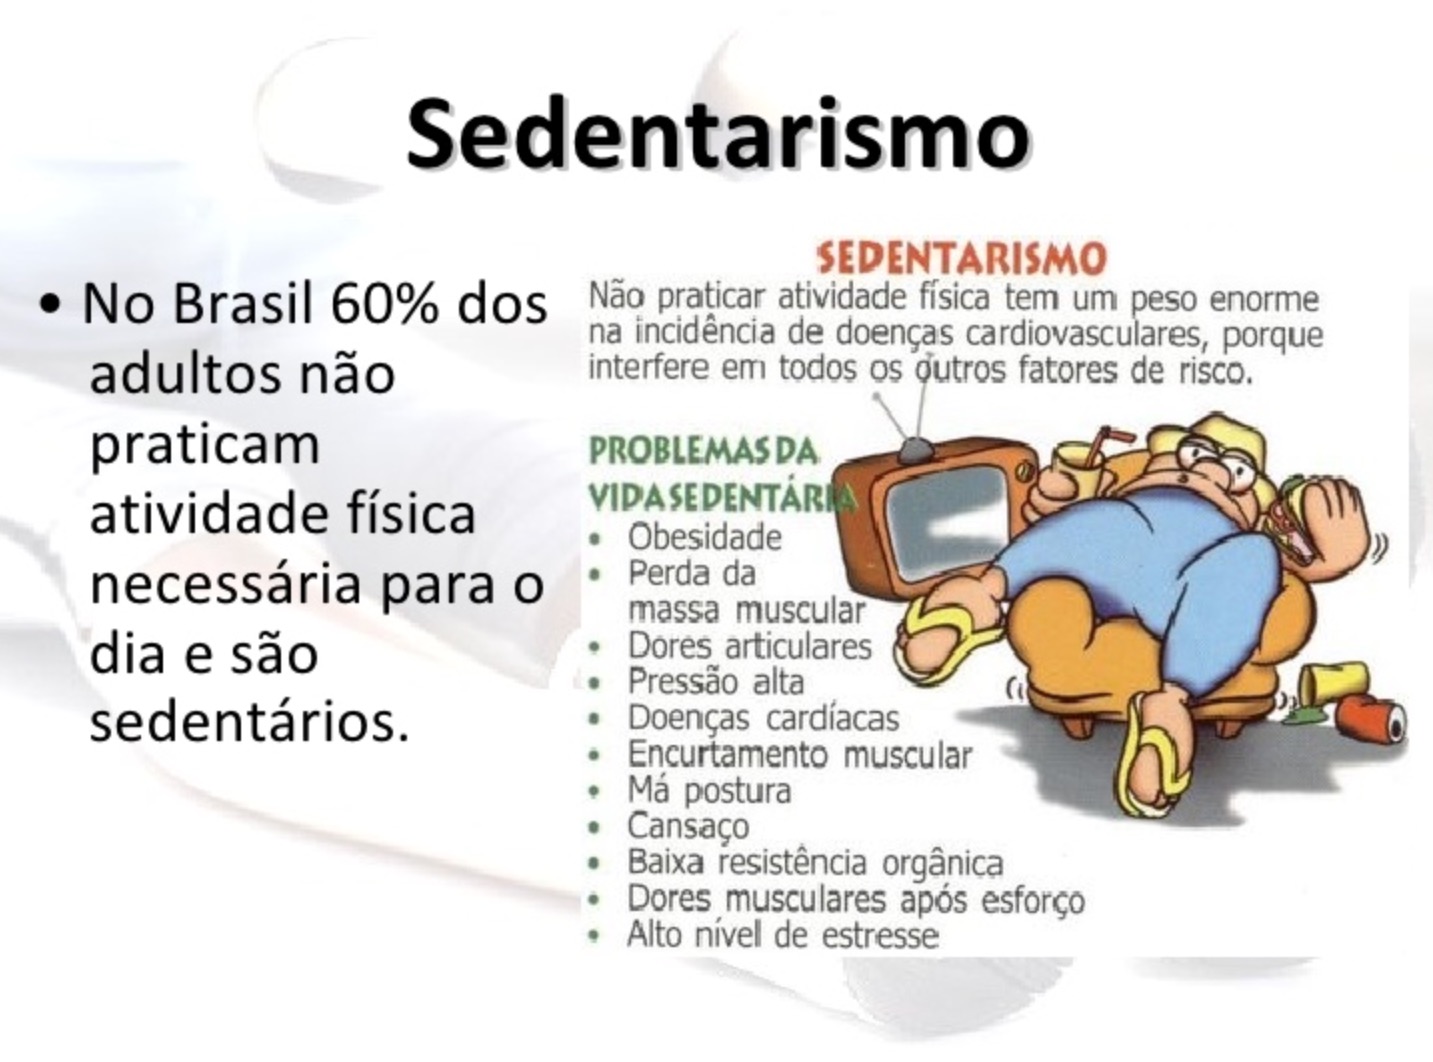 Sedentarismo
• No Brasil 60% dos
adultos não
praticam
atividade física
necessária para o
dia e são
sedentários.
SEDENTARISMO
Não praticar atividade física tem um peso enorme
na incidência de doenças cardiovasculares, porque
interfere em todos os outros fatores de risco.
PROBLEMAS DA
VIDA SEDENTÁRIA
• Obesidade
• Perda da
massa muscular
• Dores articulares
• Pressão alta
• Doenças cardíacas
• Encurtamento muscular
• Má postura
• Cansaço
• Baixa resistência orgânica
• Dores musculares após esforço
• Alto nível de estresse